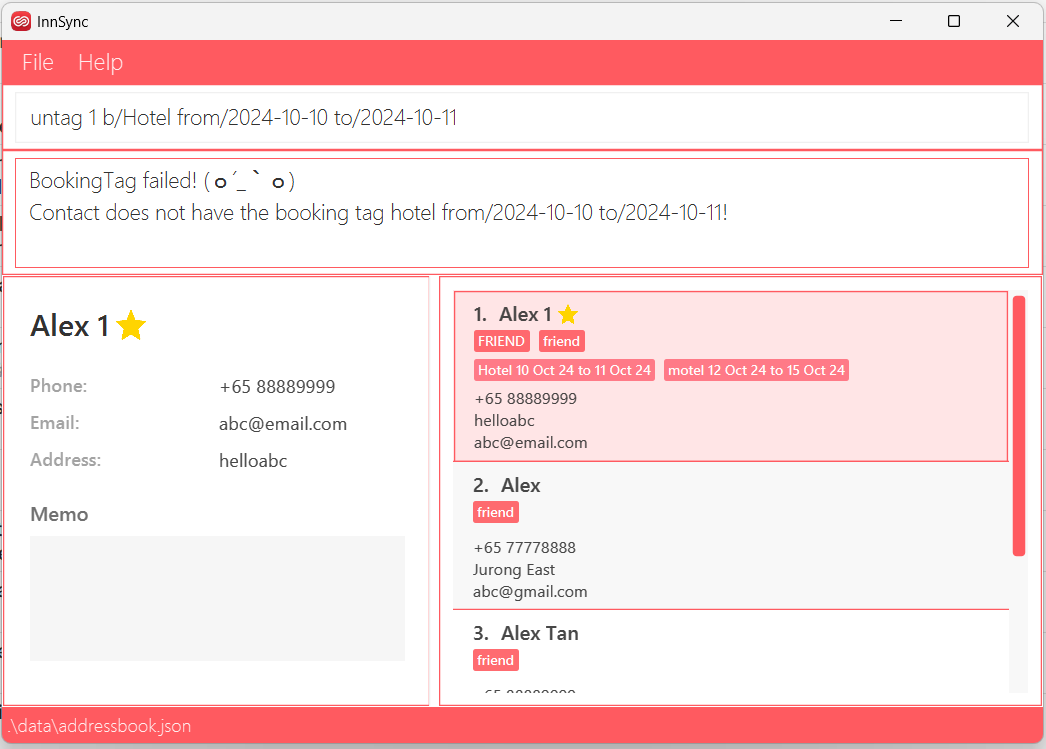 InnSync
File Help
untag 1 b/Hotel from/2024-10-10 to/2024-10-11
BookingTag failed! (ｏ´_｀ｏ)
Contact does not have the booking tag hotel from/2024-10-10 to/2024-10-11!
Alex 1
Phone: +65 88889999
Email: abc@email.com
Address: helloabc
Memo
1. Alex 1
FRIEND friend
Hotel 10 Oct 24 to 11 Oct 24 motel 12 Oct 24 to 15 Oct 24
+65 88889999
helloabc
abc@email.com
2. Alex
friend
+65 77778888
Jurong East
abc@gmail.com
3. Alex Tan
friend
+65 88889999
.\data\addressbook.json